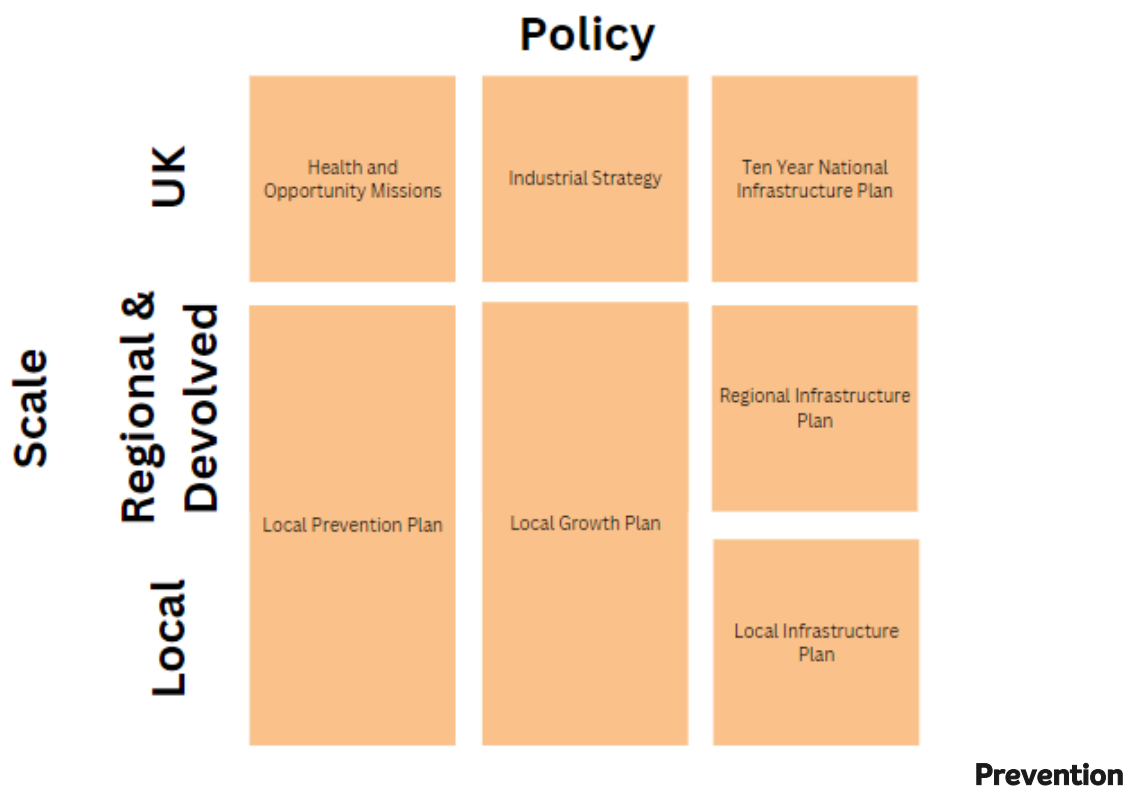 Policy
UK
Health and
Opportunity Missions
Industrial Strategy
Ten Year National
Infrastructure Plan
Scale
Regional &
Devolved
Regional Infrastructure
Plan
Local Prevention Plan
Local Growth Plan
Local
Local Infrastructure
Plan
Prevention